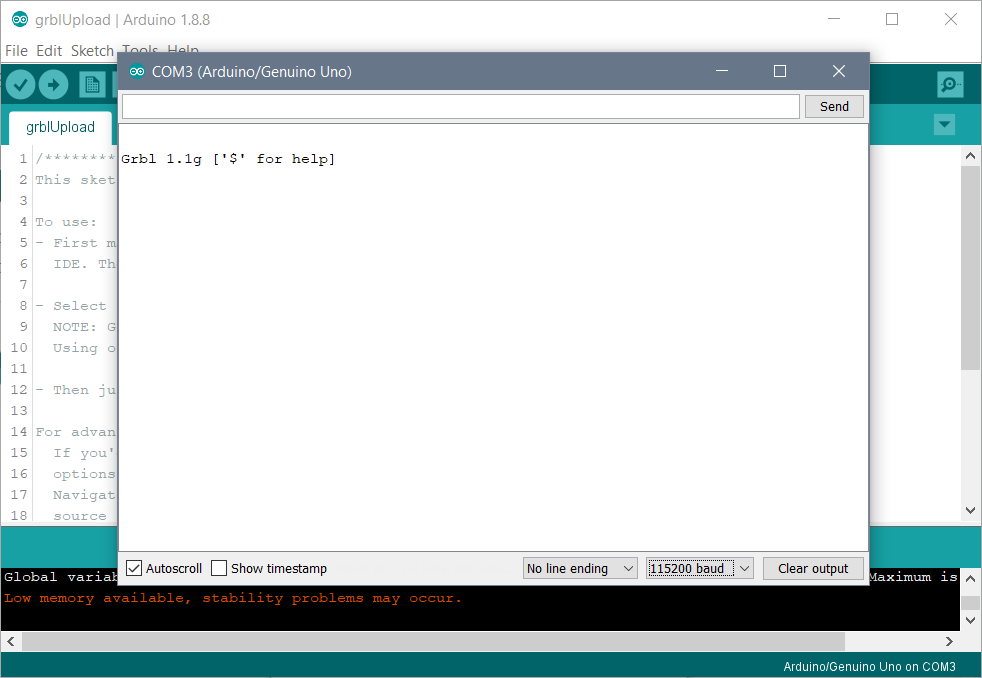 grblUpload | Arduino 1.8.8
File Edit Sketch Tools Help
COM3 (Arduino/Genuino Uno)
Send
grblUpload
Grbl 1.1g ['$' for help]
1 /********
2 This sket
3
4 To use:
5 - First m
6 IDE. Th
7
8 - Select
9 NOTE: G
10 Using o
11
12 - Then ju
13
14 For advan
15 If you'
16 options
17 Navigat
18 source
Autoscroll Show timestamp No line ending 115200 baud Clear output
Global variab Maximum is
Low memory available, stability problems may occur.
Arduino/Genuino Uno on COM3